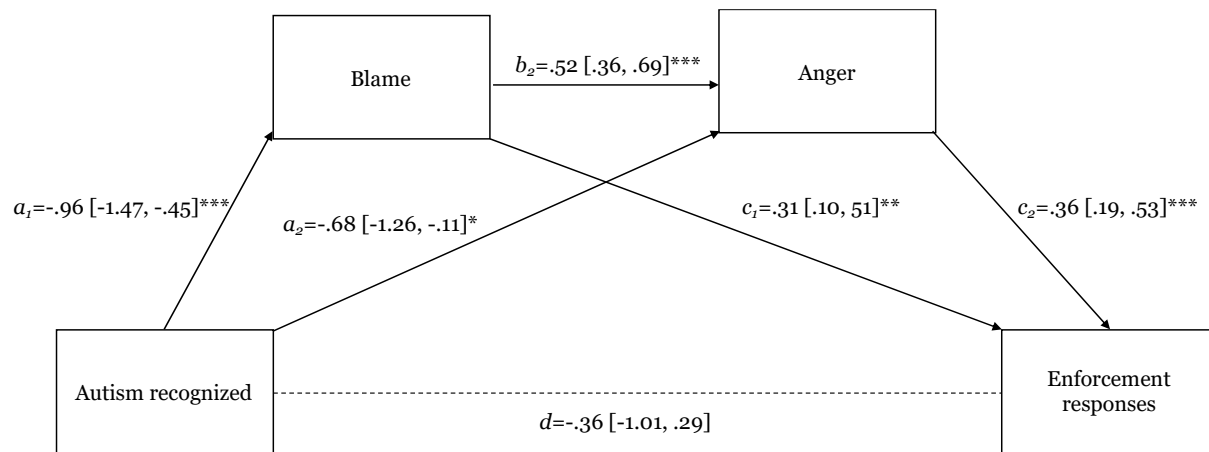 Blame
b₂=.52 [.36, .69]***
Anger
a₁=-.96 [-1.47, -.45]***
a₂=-.68 [-1.26, -.11]*
c₁=.31 [.10, 51]**
c₂=.36 [.19, .53]***
Autism recognized
Enforcement
responses
d=-.36 [-1.01, .29]